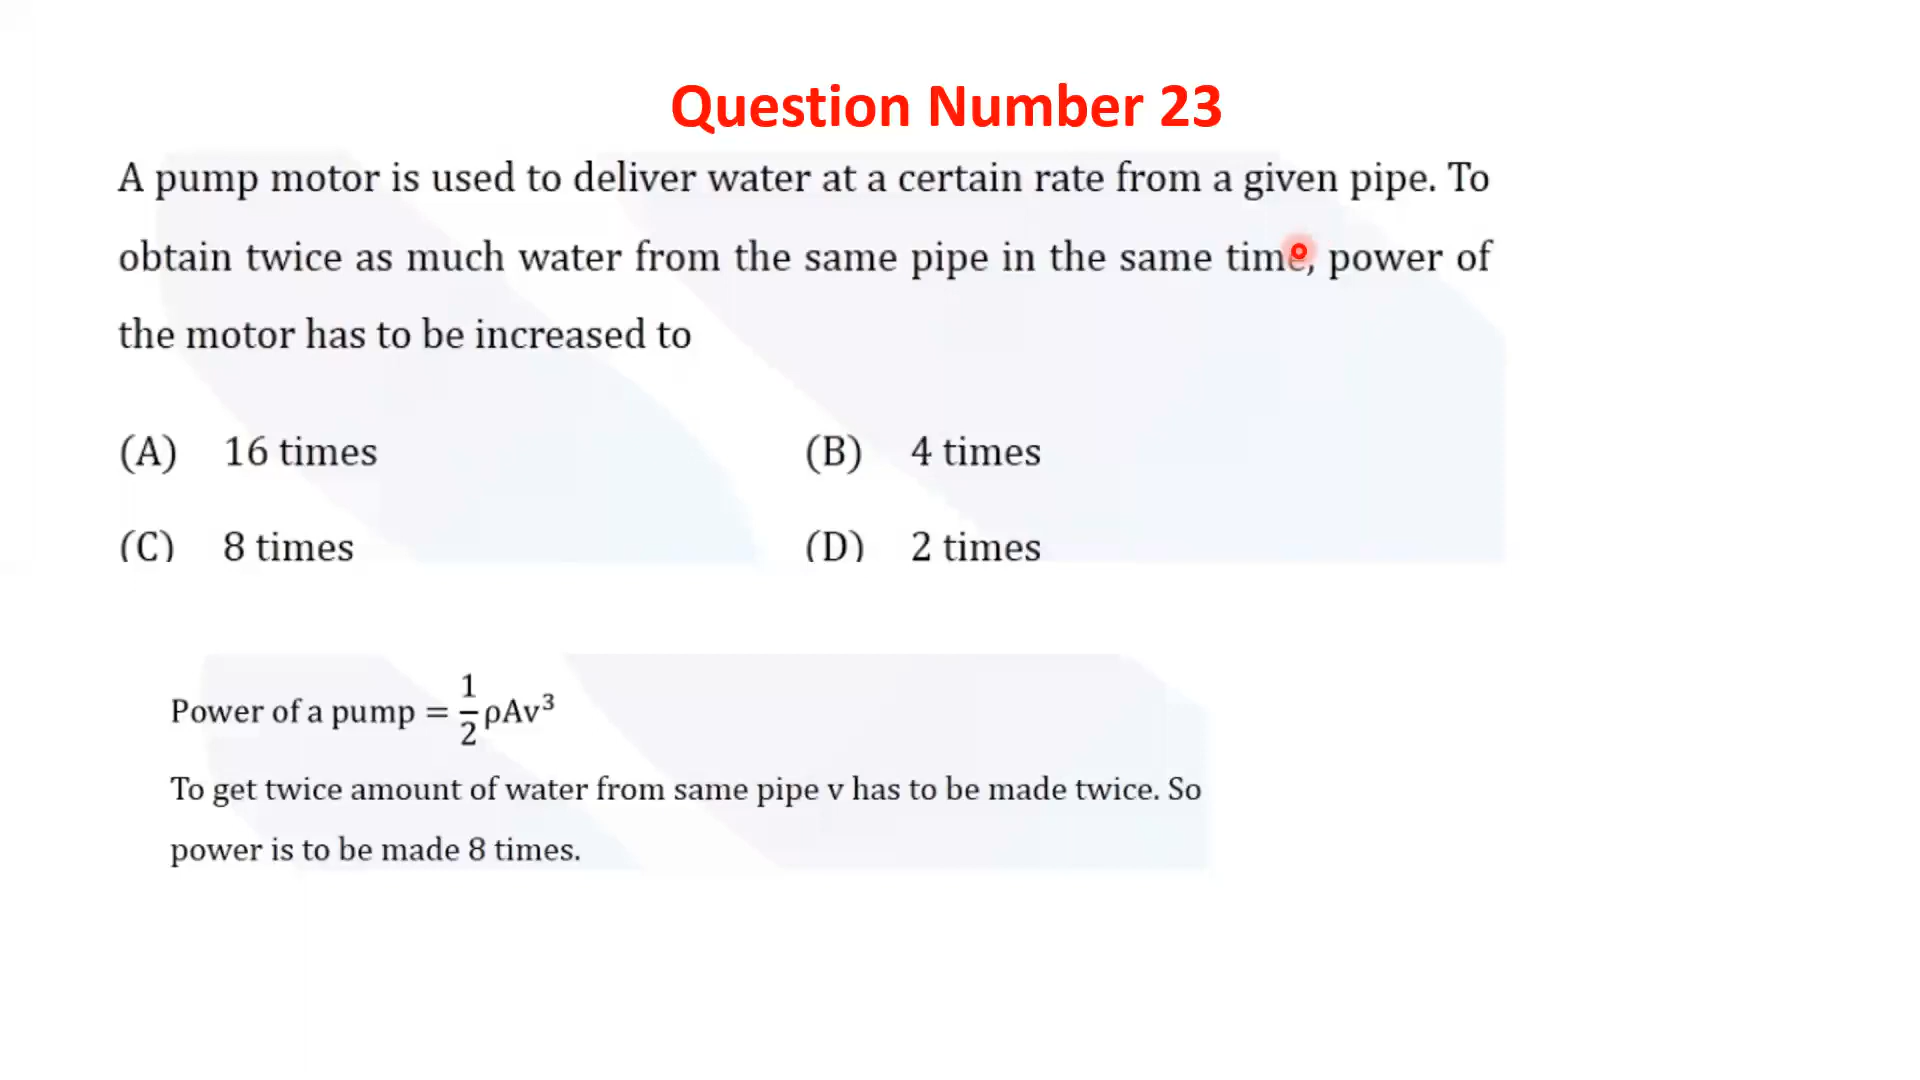 Question Number 23
A pump motor is used to deliver water at a certain rate from a given pipe. To
obtain twice as much water from the same pipe in the same time, power of
the motor has to be increased to
(A) 16 times (B) 4 times
(C) 8 times (D) 2 times
Power of a pump = 1/2 ρAv³
To get twice amount of water from same pipe v has to be made twice. So
power is to be made 8 times.